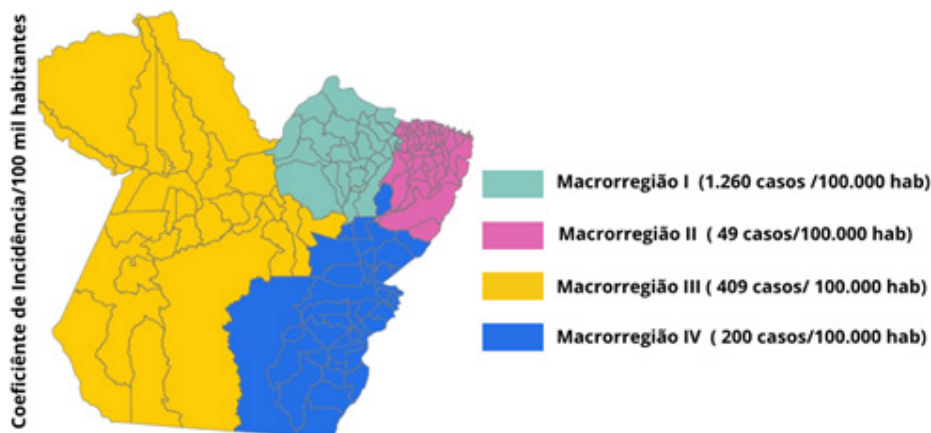 Coeficiênte de Incidência/100 mil habitantes
Macrorregião I (1.260 casos /100.000 hab)
Macrorregião II ( 49 casos/100.000 hab)
Macrorregião III ( 409 casos/ 100.000 hab)
Macrorregião IV ( 200 casos/100.000 hab)